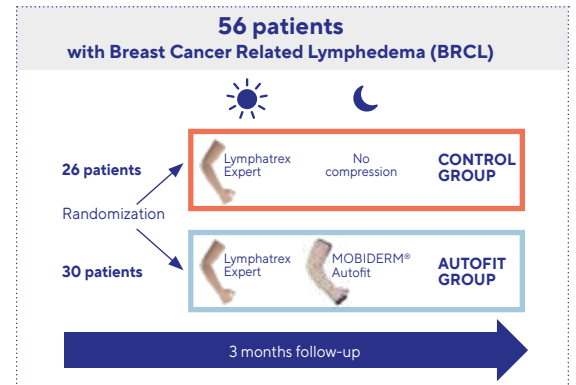 56 patients
with Breast Cancer Related Lymphedema (BRCL)
26 patients
Lymphatrex
Expert
No
compression
CONTROL
GROUP
Randomization
30 patients
Lymphatrex
Expert
MOBIDERM®
Autofit
AUTOFIT
GROUP
3 months follow-up